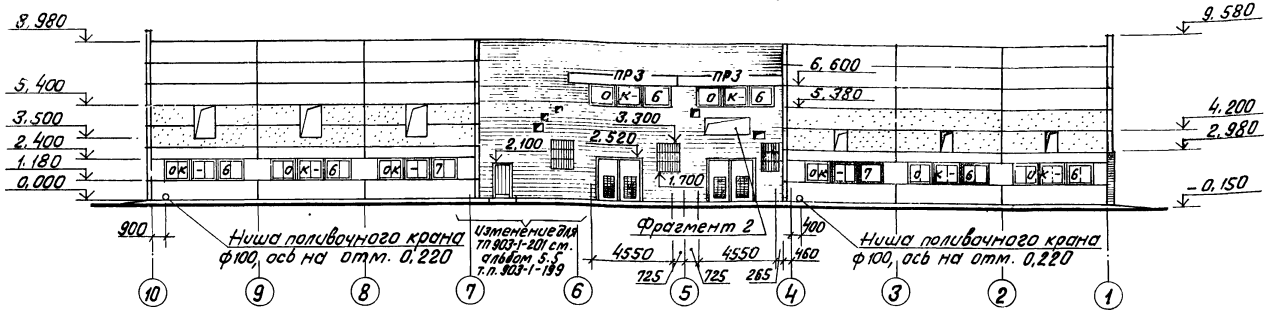 8.980
5.400
3.500
2.400
1.180
0.000
9.580
4.200
2.980
-0.150
ПР3 ПР3
6.600
5.380
О К- 6 О К- 6
3.300
2.520
2.100
1.700
ОК - 6 О К- 6 ОК - 7
ОК - 7 О К- 6 О К- 6
900
Ниша поливочного крана
ф100, ось на отм. 0,220
Изменение для
ТП 903-1-201 см.
альбом 5.5
т.п. 903-1-199
Фрагмент 2
4550 725 725 4550 265 460
400
Ниша поливочного крана
ф100, ось на отм. 0,220
10 9 8 7 6 5 4 3 2 1